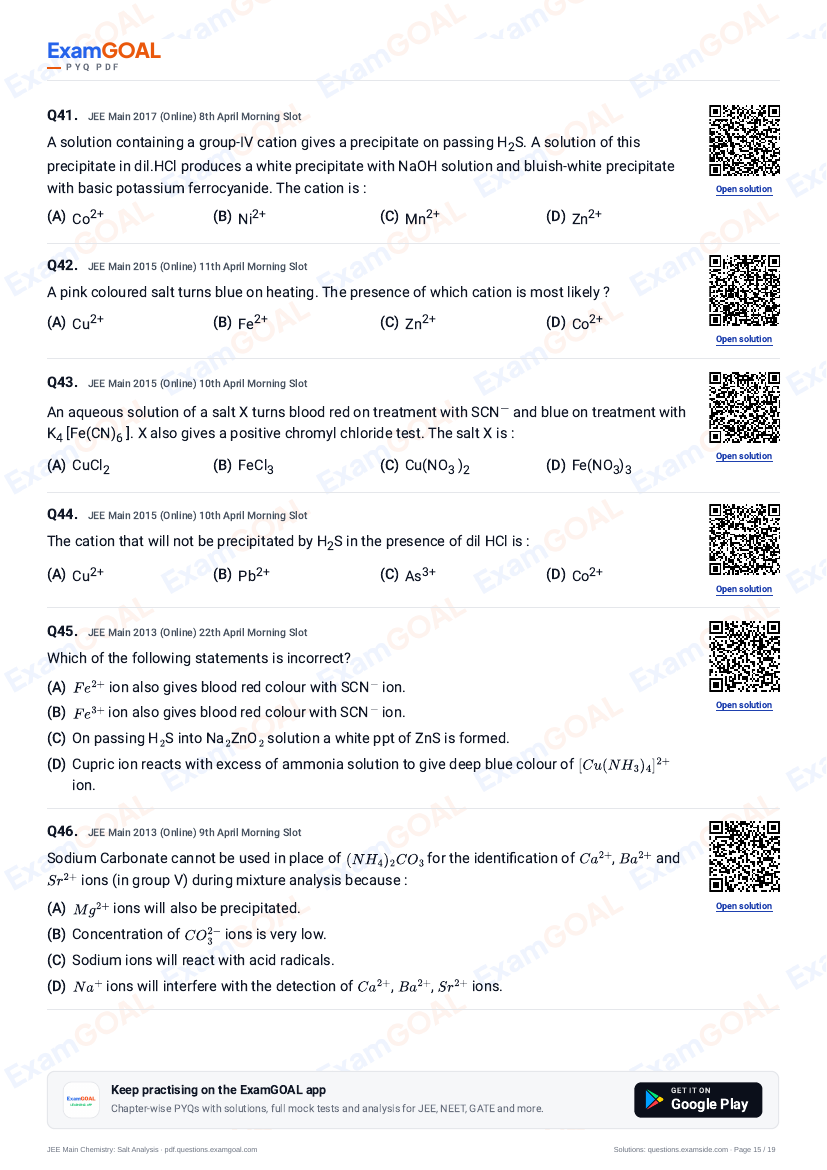 ExamGOAL
PYQ PDF
Q41. JEE Main 2017 (Online) 8th April Morning Slot
A solution containing a group-IV cation gives a precipitate on passing H₂S. A solution of this
precipitate in dil.HCl produces a white precipitate with NaOH solution and bluish-white precipitate
with basic potassium ferrocyanide. The cation is :
(A) Co²⁺ (B) Ni²⁺ (C) Mn²⁺ (D) Zn²⁺
Open solution
Q42. JEE Main 2015 (Online) 11th April Morning Slot
A pink coloured salt turns blue on heating. The presence of which cation is most likely ?
(A) Cu²⁺ (B) Fe²⁺ (C) Zn²⁺ (D) Co²⁺
Open solution
Q43. JEE Main 2015 (Online) 10th April Morning Slot
An aqueous solution of a salt X turns blood red on treatment with SCN⁻ and blue on treatment with
K₄ [Fe(CN)₆ ]. X also gives a positive chromyl chloride test. The salt X is :
(A) CuCl₂ (B) FeCl₃ (C) Cu(NO₃ )₂ (D) Fe(NO₃)₃
Open solution
Q44. JEE Main 2015 (Online) 10th April Morning Slot
The cation that will not be precipitated by H₂S in the presence of dil HCl is :
(A) Cu²⁺ (B) Pb²⁺ (C) As³⁺ (D) Co²⁺
Open solution
Q45. JEE Main 2013 (Online) 22th April Morning Slot
Which of the following statements is incorrect?
(A) Fe²⁺ ion also gives blood red colour with SCN⁻ ion.
(B) Fe³⁺ ion also gives blood red colour with SCN⁻ ion.
(C) On passing H₂S into Na₂ZnO₂ solution a white ppt of ZnS is formed.
(D) Cupric ion reacts with excess of ammonia solution to give deep blue colour of [Cu(NH₃)₄]²⁺
ion.
Open solution
Q46. JEE Main 2013 (Online) 9th April Morning Slot
Sodium Carbonate cannot be used in place of (NH₄)₂CO₃ for the identification of Ca²⁺, Ba²⁺ and
Sr²⁺ ions (in group V) during mixture analysis because :
(A) Mg²⁺ ions will also be precipitated.
(B) Concentration of CO₃²⁻ ions is very low.
(C) Sodium ions will react with acid radicals.
(D) Na⁺ ions will interfere with the detection of Ca²⁺, Ba²⁺, Sr²⁺ ions.
Open solution
ExamGOAL
Keep practising on the ExamGOAL app
Chapter-wise PYQs with solutions, full mock tests and analysis for JEE, NEET, GATE and more.
GET IT ON
Google Play
JEE Main Chemistry: Salt Analysis · pdf.questions.examgoal.com
Solutions: questions.examside.com · Page 15 / 19